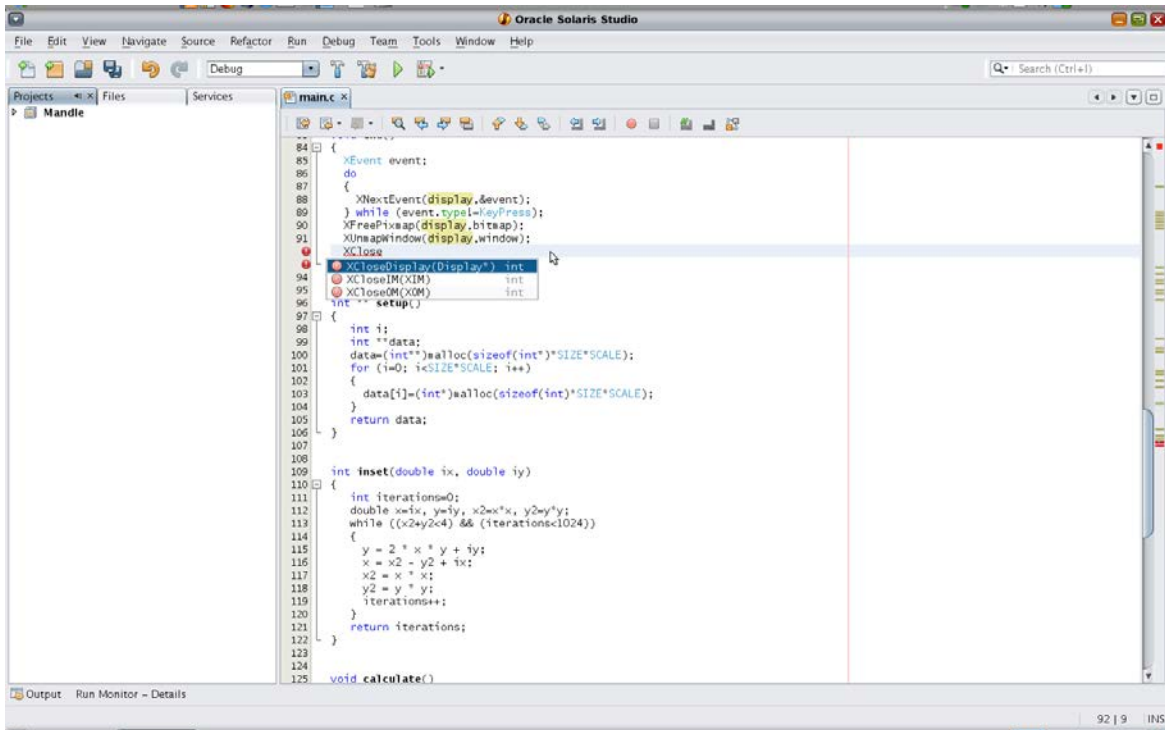 Oracle Solaris Studio
File Edit View Navigate Source Refactor Run Debug Team Tools Window Help
Debug
Search (Ctrl+I)
Projects Files Services
main.c
Mandle
84 {
85 XEvent event;
86 do
87 {
88 XNextEvent(display,&event);
89 } while (event.type!=KeyPress);
90 XFreePixmap(display,bitmap);
91 XUnmapWindow(display,window);
XClose
XCloseDisplay(Display*) int
94 XCloseIM(XIM) int
95 XCloseOM(XOM) int
96 int ** setup()
97 {
98 int i;
99 int **data;
100 data=(int**)malloc(sizeof(int*)*SIZE*SCALE);
101 for (i=0; i<SIZE*SCALE; i++)
102 {
103 data[i]=(int*)malloc(sizeof(int)*SIZE*SCALE);
104 }
105 return data;
106 }
107
108
109 int inset(double ix, double iy)
110 {
111 int iterations=0;
112 double x=ix, y=iy, x2=x*x, y2=y*y;
113 while ((x2+y2<4) && (iterations<1024))
114 {
115 y = 2 * x * y + iy;
116 x = x2 - y2 + ix;
117 x2 = x * x;
118 y2 = y * y;
119 iterations++;
120 }
121 return iterations;
122 }
123
124
125 void calculate()
Output Run Monitor - Details
92 | 9 INS